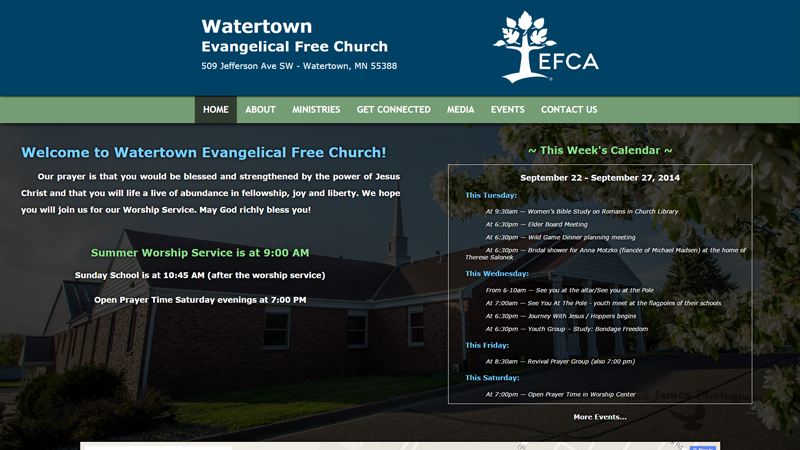 Watertown
Evangelical Free Church
509 Jefferson Ave SW - Watertown, MN 55388
EFCA
HOME ABOUT MINISTRIES GET CONNECTED MEDIA EVENTS CONTACT US
Welcome to Watertown Evangelical Free Church!
Our prayer is that you would be blessed and strengthened by the power of Jesus
Christ and that you will life a live of abundance in fellowship, joy and liberty. We hope
you will join us for our Worship Service. May God richly bless you!
Summer Worship Service is at 9:00 AM
Sunday School is at 10:45 AM (after the worship service)
Open Prayer Time Saturday evenings at 7:00 PM
~ This Week's Calendar ~
September 22 - September 27, 2014
This Tuesday:
At 9:30am — Women's Bible Study on Romans in Church Library
At 6:30pm — Elder Board Meeting
At 6:30pm — Wild Game Dinner planning meeting
At 6:30pm — Bridal shower for Anna Motzko (fiancée of Michael Madsen) at the home of
Therese Salonek
This Wednesday:
From 6-10am — See you at the altar/See you at the Pole
At 7:00am — See You At The Pole - youth meet at the flagpoles of their schools
At 6:30pm — Journey With Jesus / Hoppers begins
At 6:30pm — Youth Group – Study: Bondage Freedom
This Friday:
At 8:30am — Revival Prayer Group (also 7:00 pm)
This Saturday:
At 7:00pm — Open Prayer Time in Worship Center
More Events...